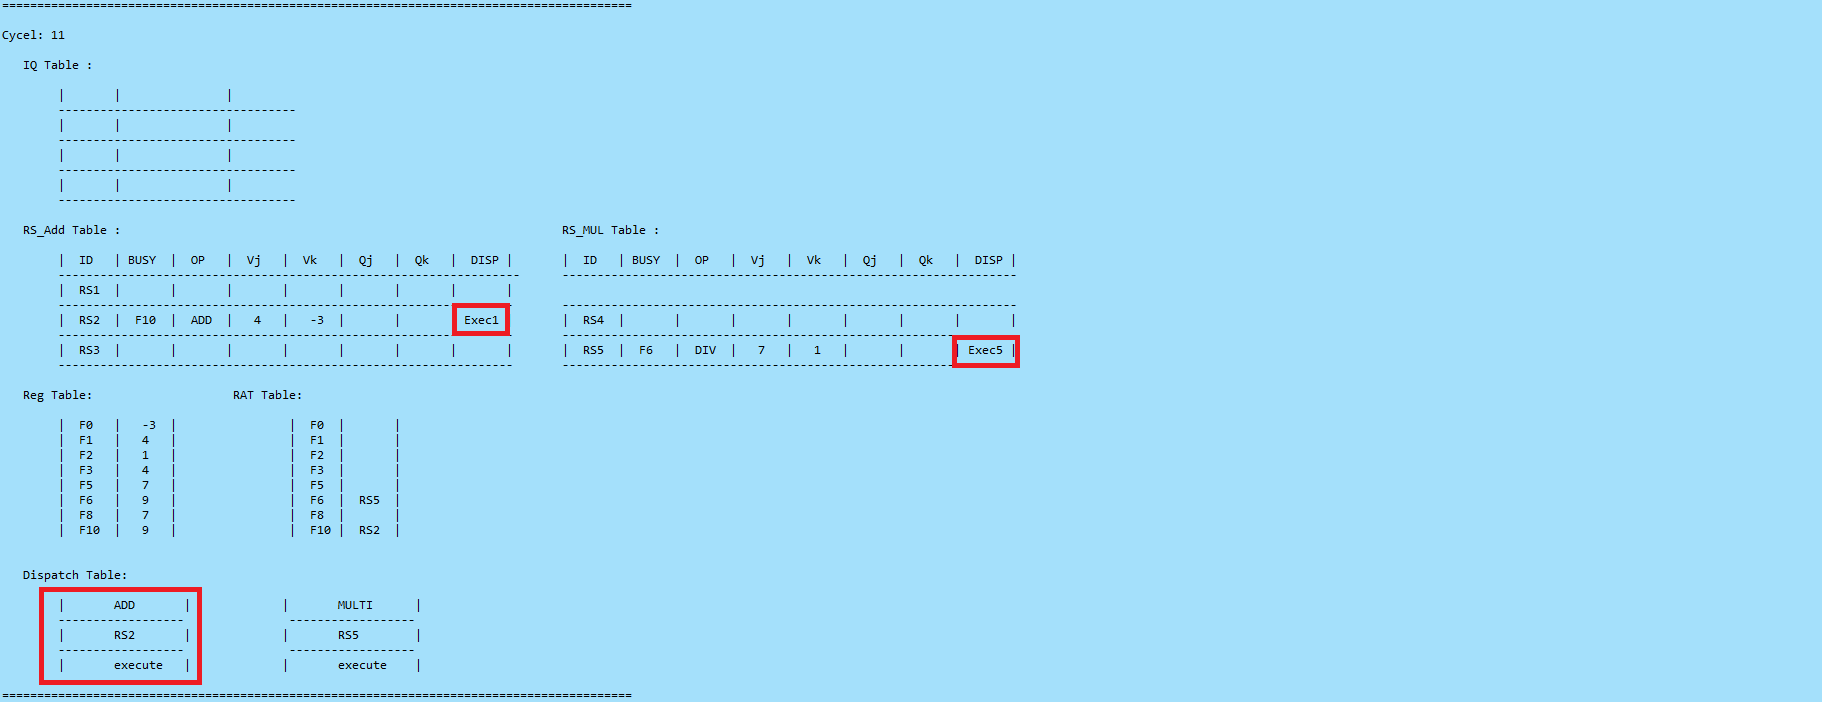 ==========================================================================================
Cycel: 11
IQ Table :
| | |
----------------------------------
| | |
----------------------------------
| | |
----------------------------------
| | |
----------------------------------
RS_Add Table : RS_MUL Table :
| ID | BUSY | OP | Vj | Vk | Qj | Qk | DISP | | ID | BUSY | OP | Vj | Vk | Qj | Qk | DISP |
------------------------------------------------------------------ -----------------------------------------------------------------
| RS1 | | | | | | | |
----------------------------------------------------------------- -----------------------------------------------------------------
| RS2 | F10 | ADD | 4 | -3 | | | Exec1 | | RS4 | | | | | | | |
----------------------------------------------------------------- -----------------------------------------------------------------
| RS3 | | | | | | | | | RS5 | F6 | DIV | 7 | 1 | | | Exec5 |
----------------------------------------------------------------- -----------------------------------------------------------------
Reg Table: RAT Table:
| F0 | -3 | | F0 | |
| F1 | 4 | | F1 | |
| F2 | 1 | | F2 | |
| F3 | 4 | | F3 | |
| F5 | 7 | | F5 | |
| F6 | 9 | | F6 | RS5 |
| F8 | 7 | | F8 | |
| F10 | 9 | | F10 | RS2 |
Dispatch Table:
| ADD | | MULTI |
------------------ ------------------
| RS2 | | RS5 |
------------------ ------------------
| execute | | execute |
==========================================================================================